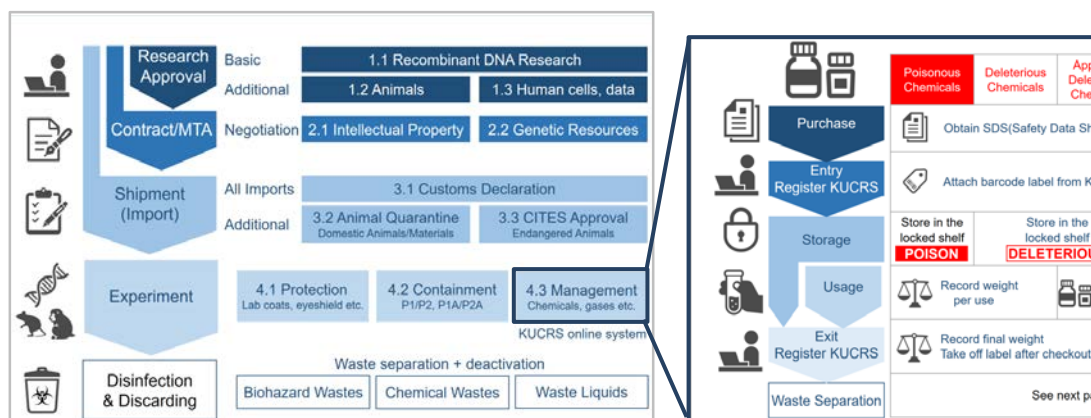 Research
Approval
Basic
1.1 Recombinant DNA Research
Additional
1.2 Animals
1.3 Human cells, data
Contract/MTA
Negotiation
2.1 Intellectual Property
2.2 Genetic Resources
Shipment
(Import)
All Imports
3.1 Customs Declaration
Additional
3.2 Animal Quarantine
Domestic Animals/Materials
3.3 CITES Approval
Endangered Animals
Experiment
4.1 Protection
Lab coats, eyeshield etc.
4.2 Containment
P1/P2, P1A/P2A
4.3 Management
Chemicals, gases etc.
KUCRS online system
Disinfection
& Discarding
Waste separation + deactivation
Biohazard Wastes
Chemical Wastes
Waste Liquids
Poisonous
Chemicals
Deleterious
Chemicals
App
Delet
Che
Purchase
Obtain SDS(Safety Data Sh
Entry
Register KUCRS
Attach barcode label from K
Storage
Store in the
locked shelf
POISON
Store in the
locked shelf
DELETERIOU
Usage
Record weight
per use
Exit
Register KUCRS
Record final weight
Take off label after checkout
Waste Separation
See next pa